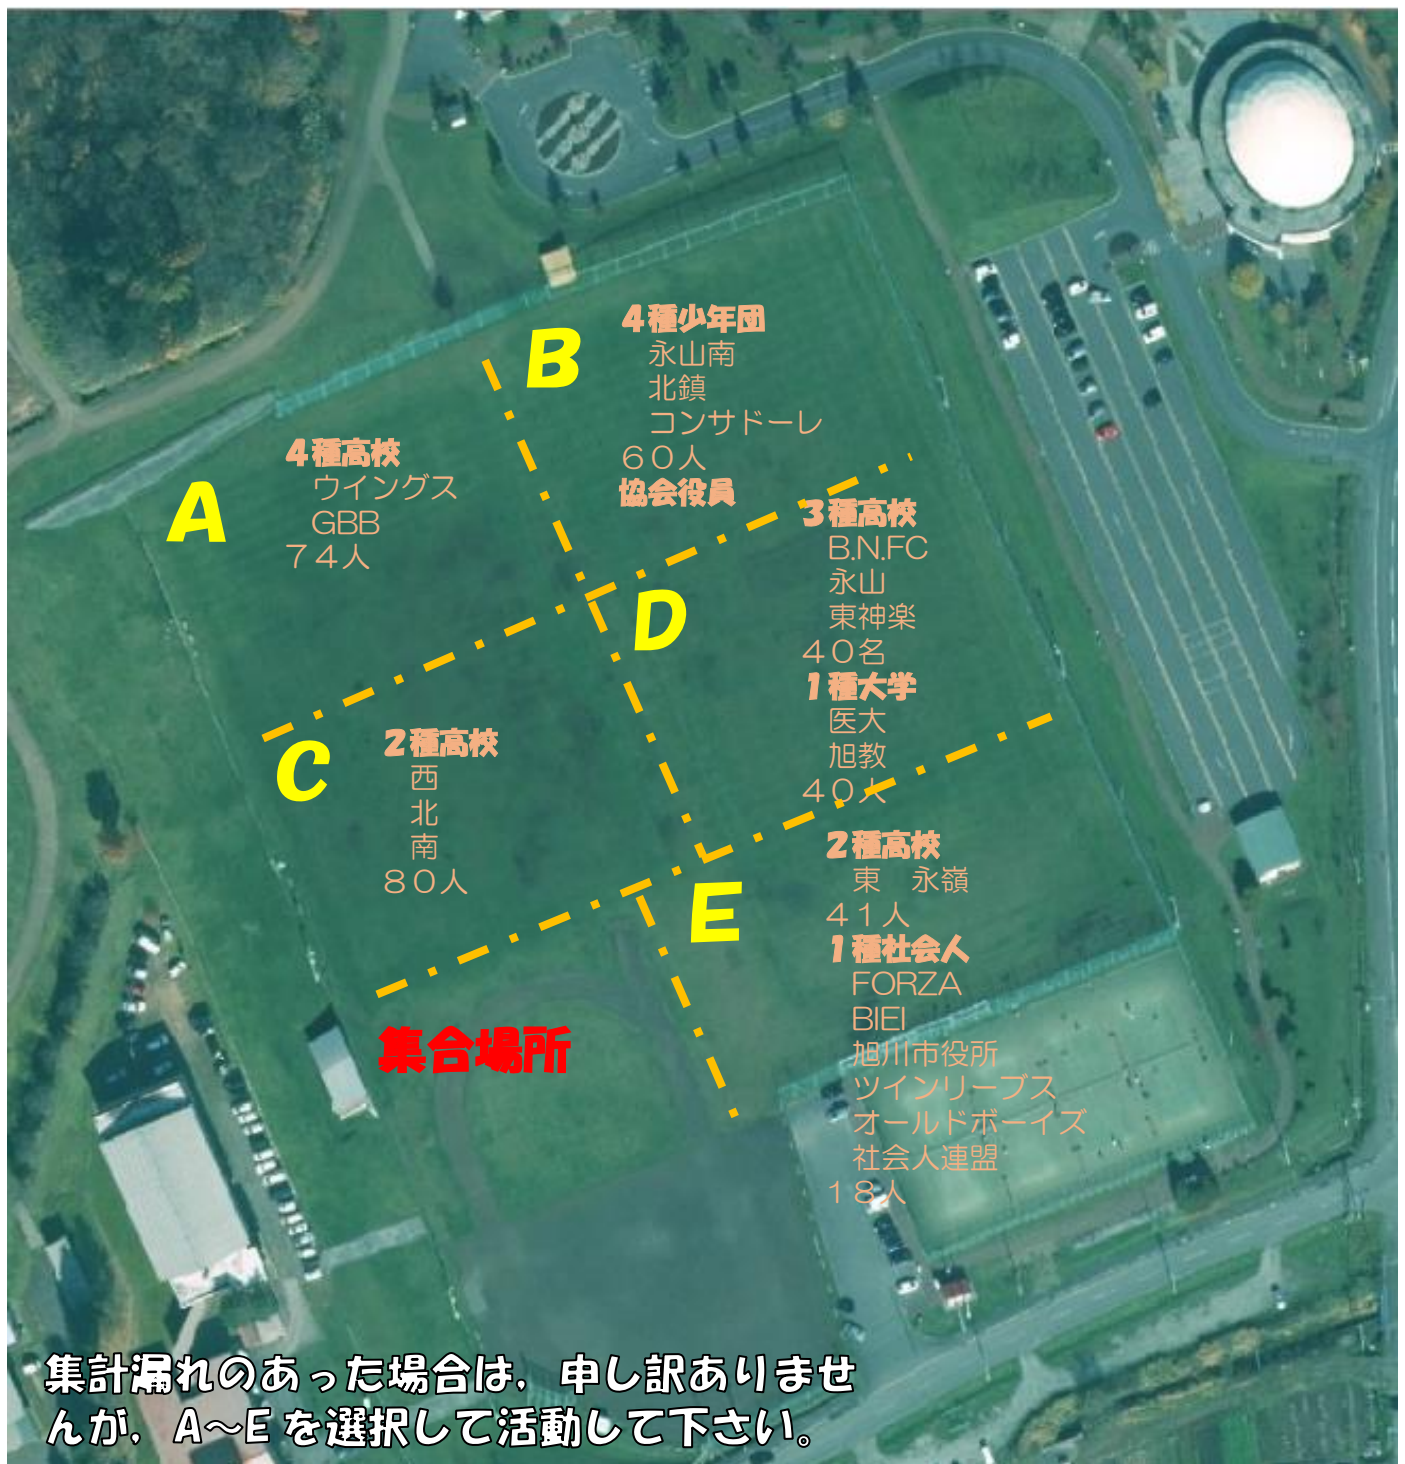 B
4種少年団
永山南
北鎮
コンサドーレ
60人
協会役員
A
4種高校
ウイングス
GBB
74人
D
3種高校
B.N.FC
永山
東神楽
40名
1種大学
医大
旭教
40人
C
2種高校
西
北
南
80人
E
2種高校
東　永嶺
41人
1種社会人
FORZA
BIEI
旭川市役所
ツインリーブス
オールドボーイズ
社会人連盟
18人
集合場所
集計漏れのあった場合は，申し訳ありませ
んが，A～Eを選択して活動して下さい。